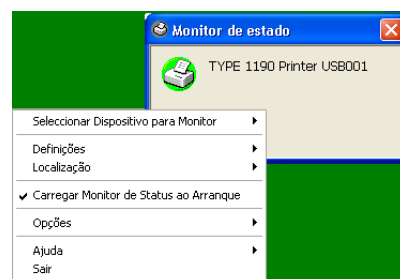 Monitor de estado
TYPE 1190 Printer USB001
Seleccionar Dispositivo para Monitor
Definições
Localização
Carregar Monitor de Status ao Arranque
Opções
Ajuda
Sair